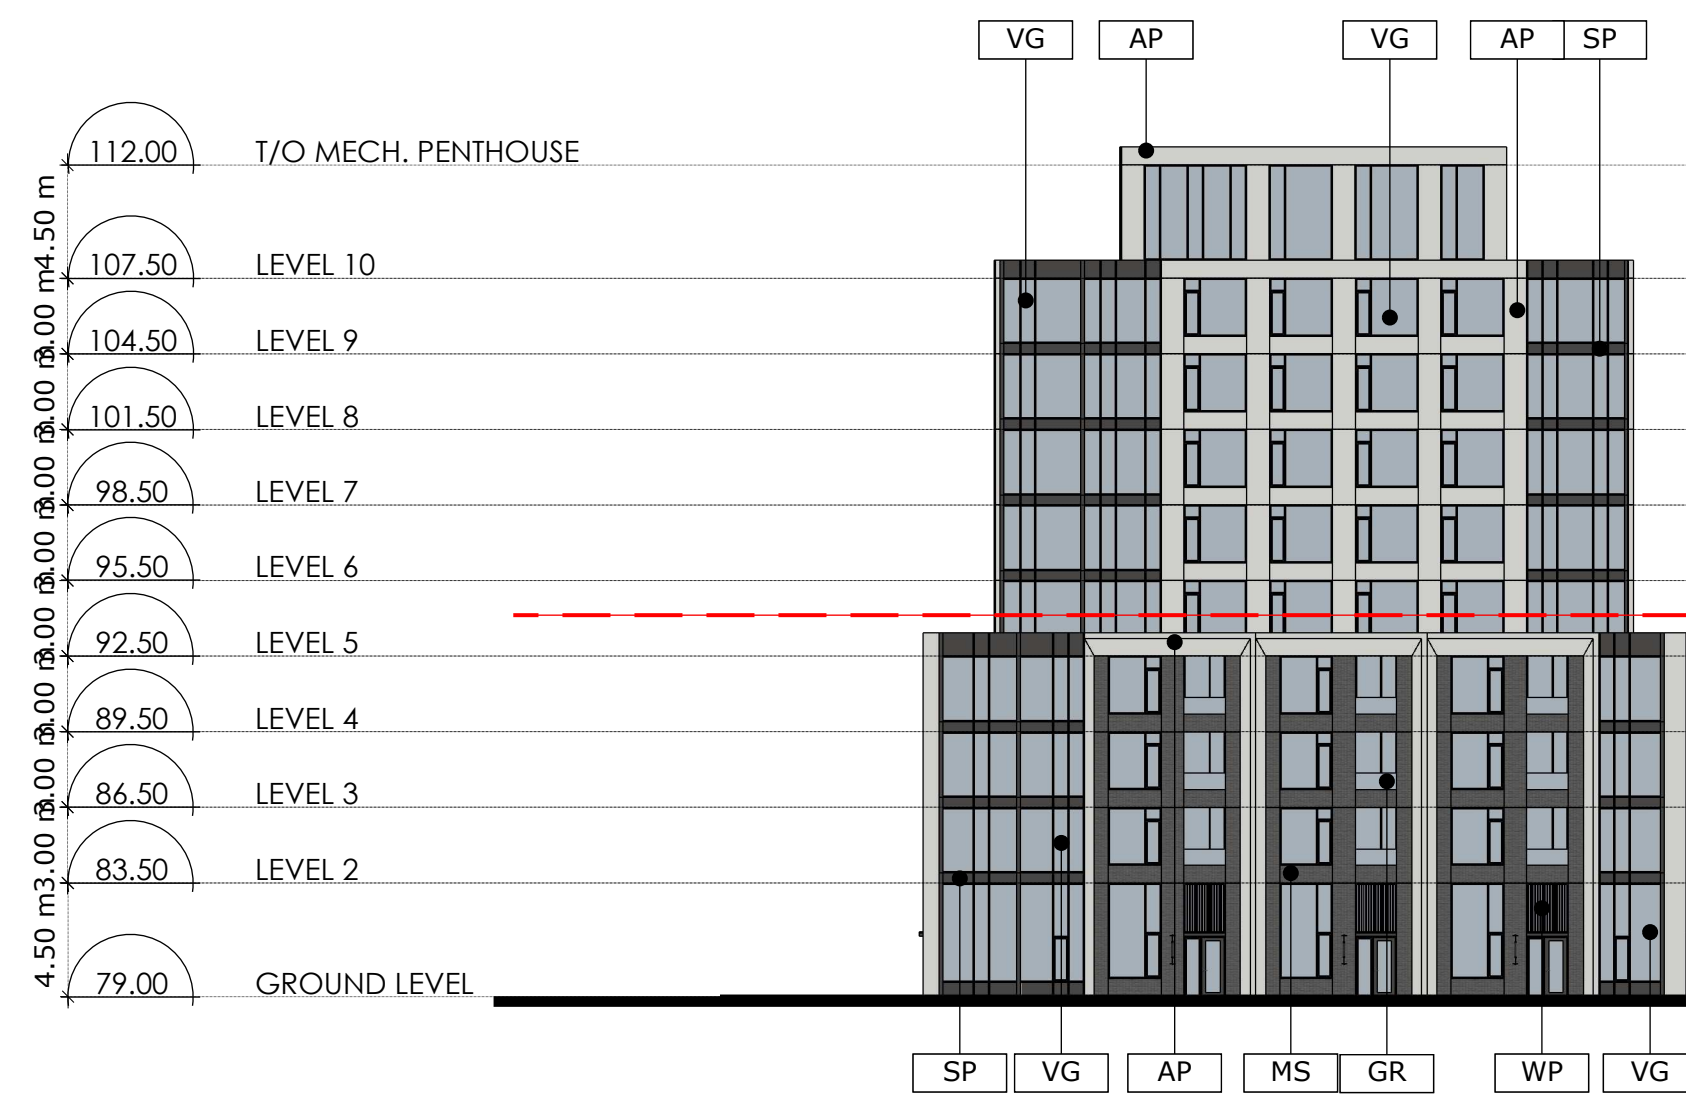 VG AP VG AP SP
112.00 T/O MECH. PENTHOUSE
4.50 m
107.50 LEVEL 10
3.00 m
104.50 LEVEL 9
3.00 m
101.50 LEVEL 8
3.00 m
98.50 LEVEL 7
3.00 m
95.50 LEVEL 6
3.00 m
92.50 LEVEL 5
3.00 m
89.50 LEVEL 4
3.00 m
86.50 LEVEL 3
3.00 m
83.50 LEVEL 2
4.50 m
79.00 GROUND LEVEL
SP VG AP MS GR WP VG